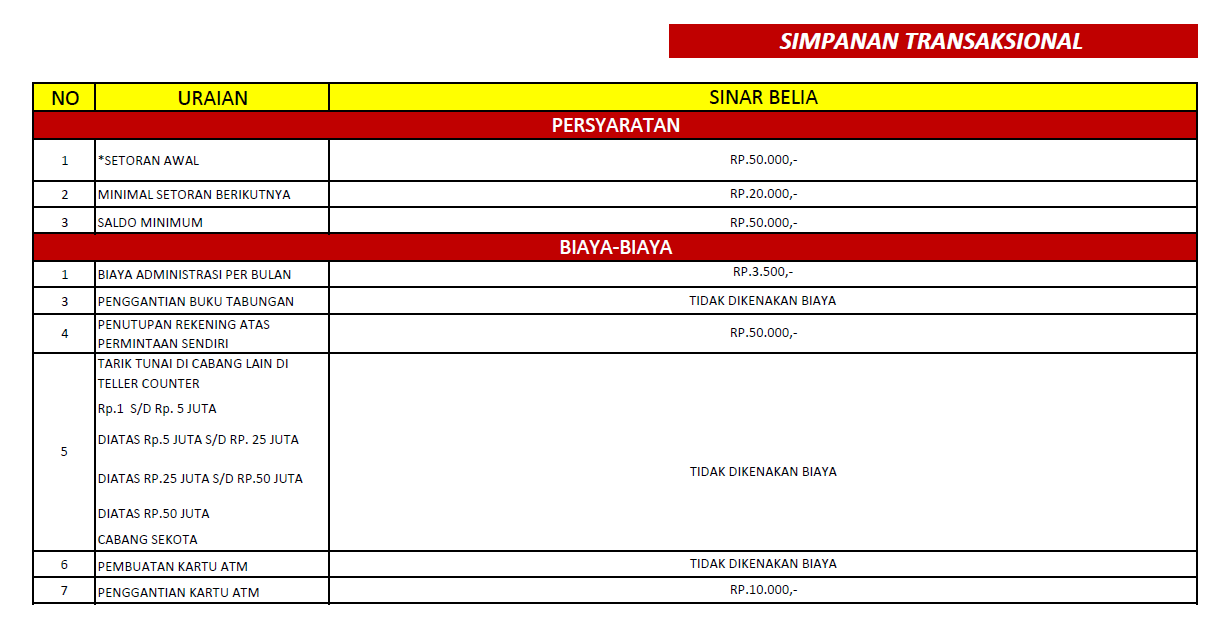 SIMPANAN TRANSAKSIONAL
NO URAIAN SINAR BELIA
PERSYARATAN
1 *SETORAN AWAL RP.50.000,-
2 MINIMAL SETORAN BERIKUTNYA RP.20.000,-
3 SALDO MINIMUM RP.50.000,-
BIAYA-BIAYA
1 BIAYA ADMINISTRASI PER BULAN RP.3.500,-
3 PENGGANTIAN BUKU TABUNGAN TIDAK DIKENAKAN BIAYA
4 PENUTUPAN REKENING ATAS
PERMINTAAN SENDIRI RP.50.000,-
5 TARIK TUNAI DI CABANG LAIN DI
TELLER COUNTER
Rp.1 S/D Rp. 5 JUTA
DIATAS Rp.5 JUTA S/D RP. 25 JUTA
DIATAS RP.25 JUTA S/D RP.50 JUTA
DIATAS RP.50 JUTA
CABANG SEKOTA
TIDAK DIKENAKAN BIAYA
6 PEMBUATAN KARTU ATM TIDAK DIKENAKAN BIAYA
7 PENGGANTIAN KARTU ATM RP.10.000,-